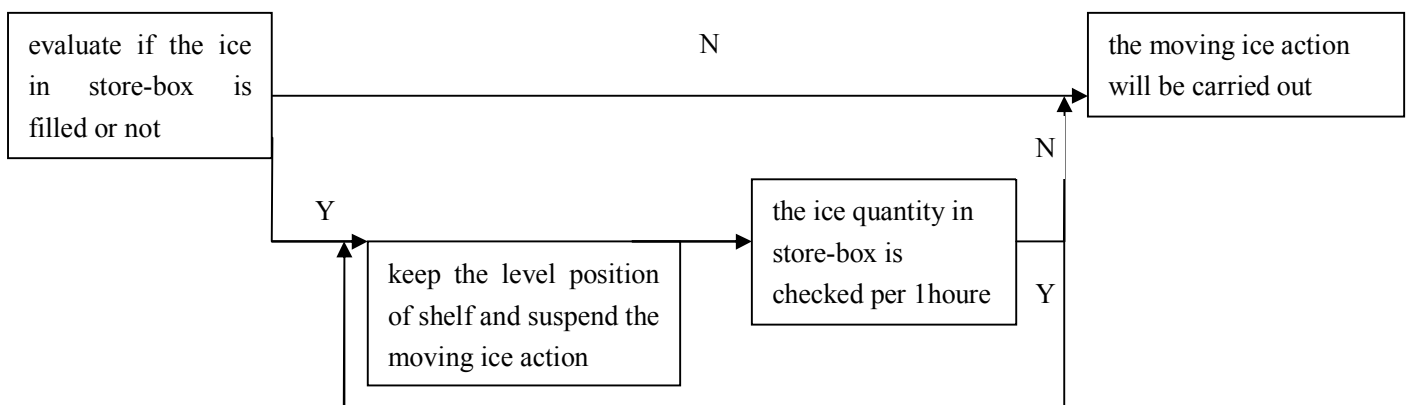 evaluate if the ice
in store-box is
filled or not
N
the moving ice action
will be carried out
N
Y
the ice quantity in
store-box is
checked per 1houre
keep the level position
of shelf and suspend the
moving ice action
Y